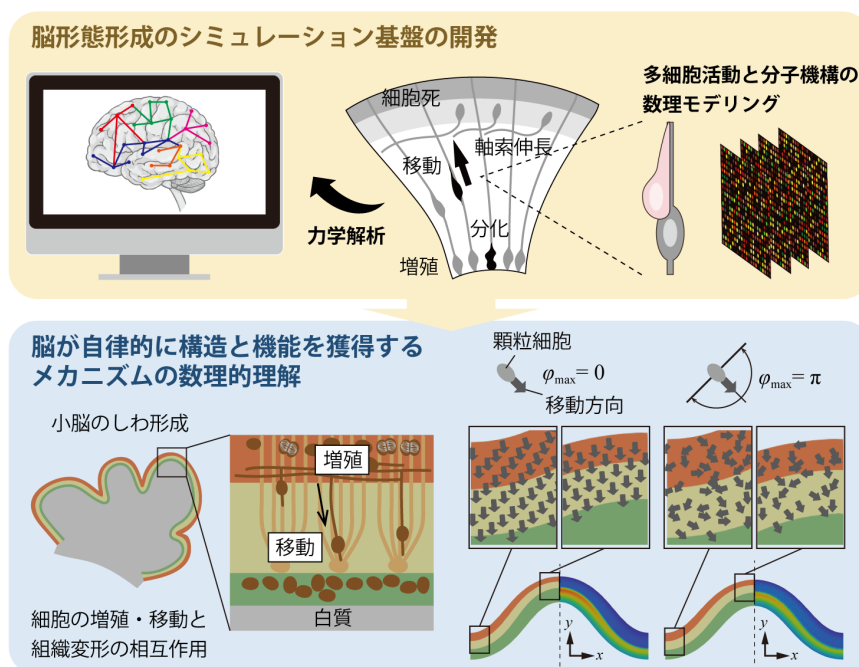 脳形態形成のシミュレーション基盤の開発
多細胞活動と分子機構の
数理モデリング
細胞死
軸索伸長
移動
分化
増殖
力学解析
脳が自律的に構造と機能を獲得する
メカニズムの数理的理解
小脳のしわ形成
増殖
移動
白質
細胞の増殖・移動と
組織変形の相互作用
顆粒細胞
φmax = 0
移動方向
φmax = π
y
x
y
x